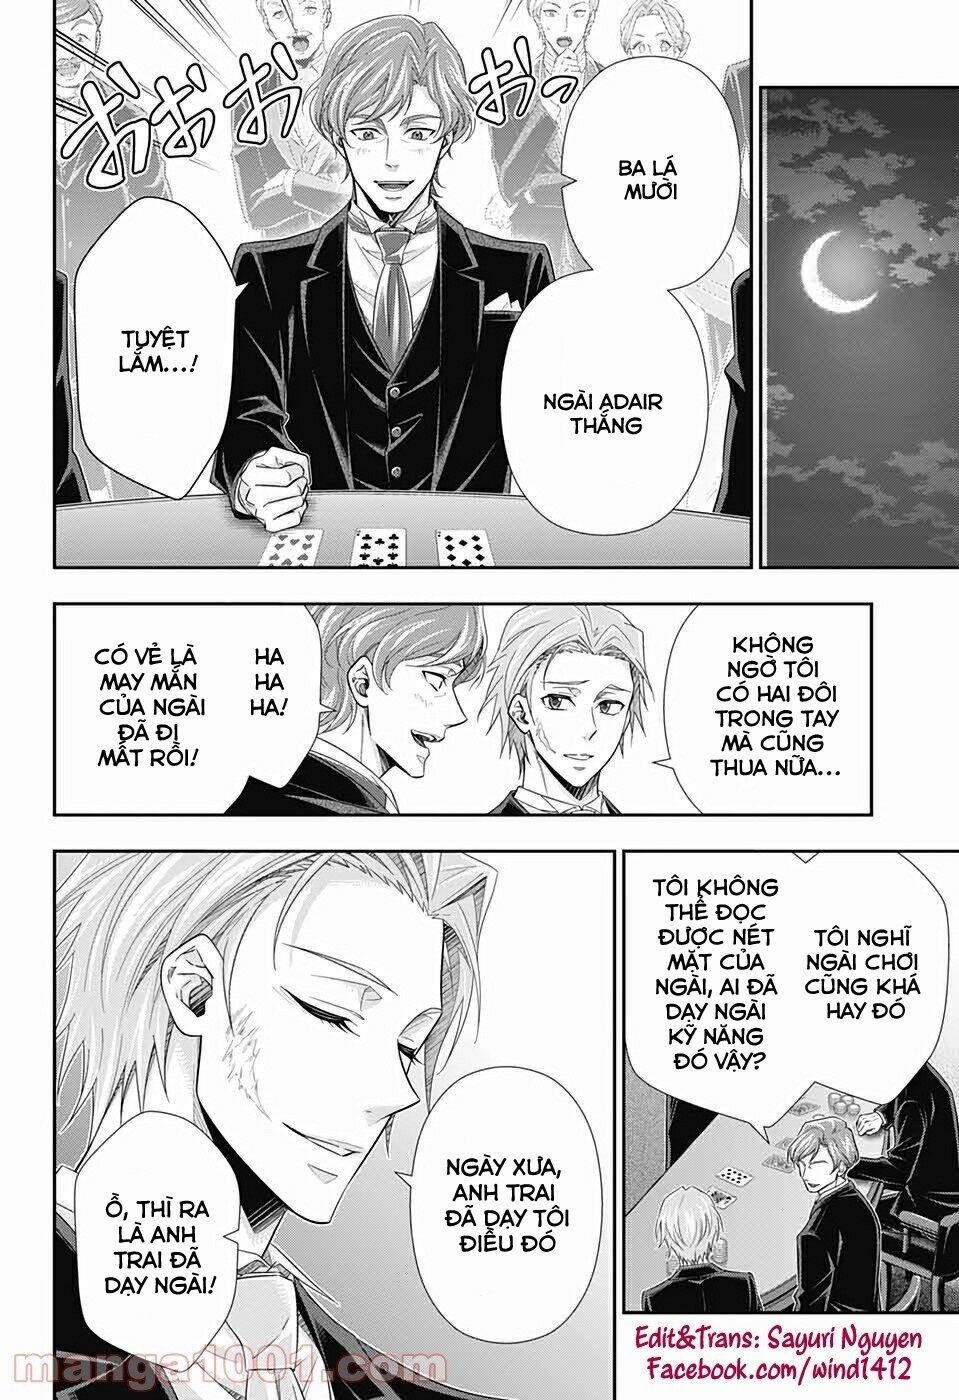 おおおおっ
BA LÁ
MƯỜI
NGÀI ADAIR
THẮNG
TUYỆT
LẮM...!
KHÔNG
NGỜ TÔI
CÓ HAI ĐÔI
TRONG TAY
MÀ CŨNG
THUA NỮA...
HA
HA
HA!
CÓ VẺ LÀ
MAY MẮN
CỦA NGÀI
ĐÃ ĐI
MẤT RỒI!
TÔI NGHĨ
NGÀI CHƠI
CŨNG KHÁ
HAY ĐÓ
TÔI KHÔNG
THỂ ĐỌC
ĐƯỢC NÉT
MẶT CỦA
NGÀI, AI ĐÃ
DẠY NGÀI
KỸ NĂNG
ĐÓ VẬY?
NGÀY XƯA,
ANH TRAI
ĐÃ DẠY TÔI
ĐIỀU ĐÓ
Ồ, THÌ RA
LÀ ANH
TRAI ĐÃ
DẠY NGÀI!
Edit&Trans: Sayuri Nguyen
Facebook.com/wind1412
manga1001.com